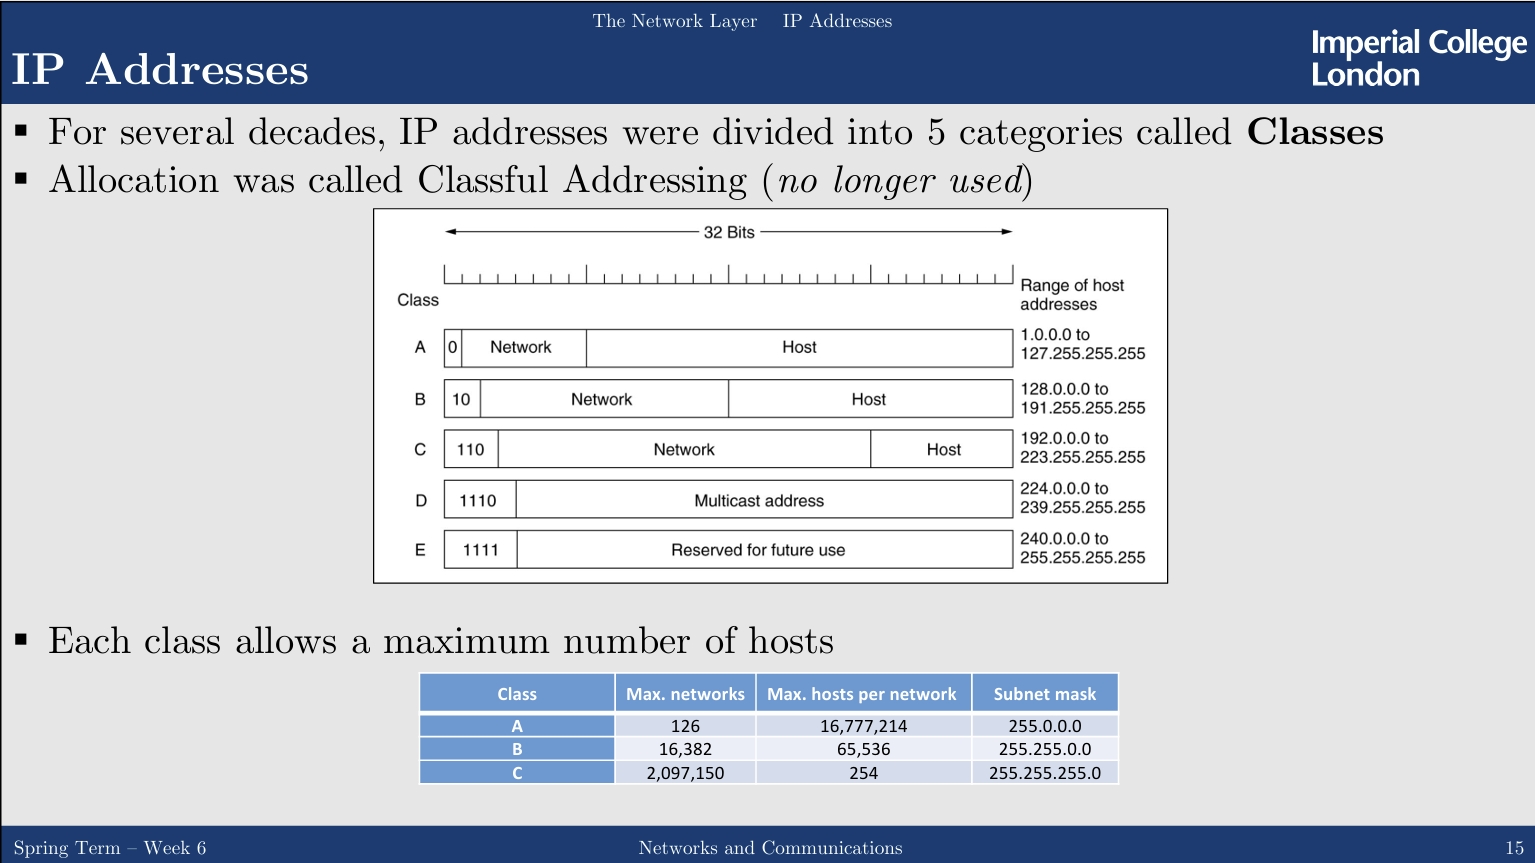 The Network Layer IP Addresses
IP Addresses
Imperial College
London
▪ For several decades, IP addresses were divided into 5 categories called Classes
▪ Allocation was called Classful Addressing (no longer used)
32 Bits
Class
Range of host
addresses
A 0 Network Host 1.0.0.0 to
127.255.255.255
B 10 Network Host 128.0.0.0 to
191.255.255.255
C 110 Network Host 192.0.0.0 to
223.255.255.255
D 1110 Multicast address 224.0.0.0 to
239.255.255.255
E 1111 Reserved for future use 240.0.0.0 to
255.255.255.255
▪ Each class allows a maximum number of hosts
Class Max. networks Max. hosts per network Subnet mask
A 126 16,777,214 255.0.0.0
B 16,382 65,536 255.255.0.0
C 2,097,150 254 255.255.255.0
Spring Term – Week 6 Networks and Communications 15